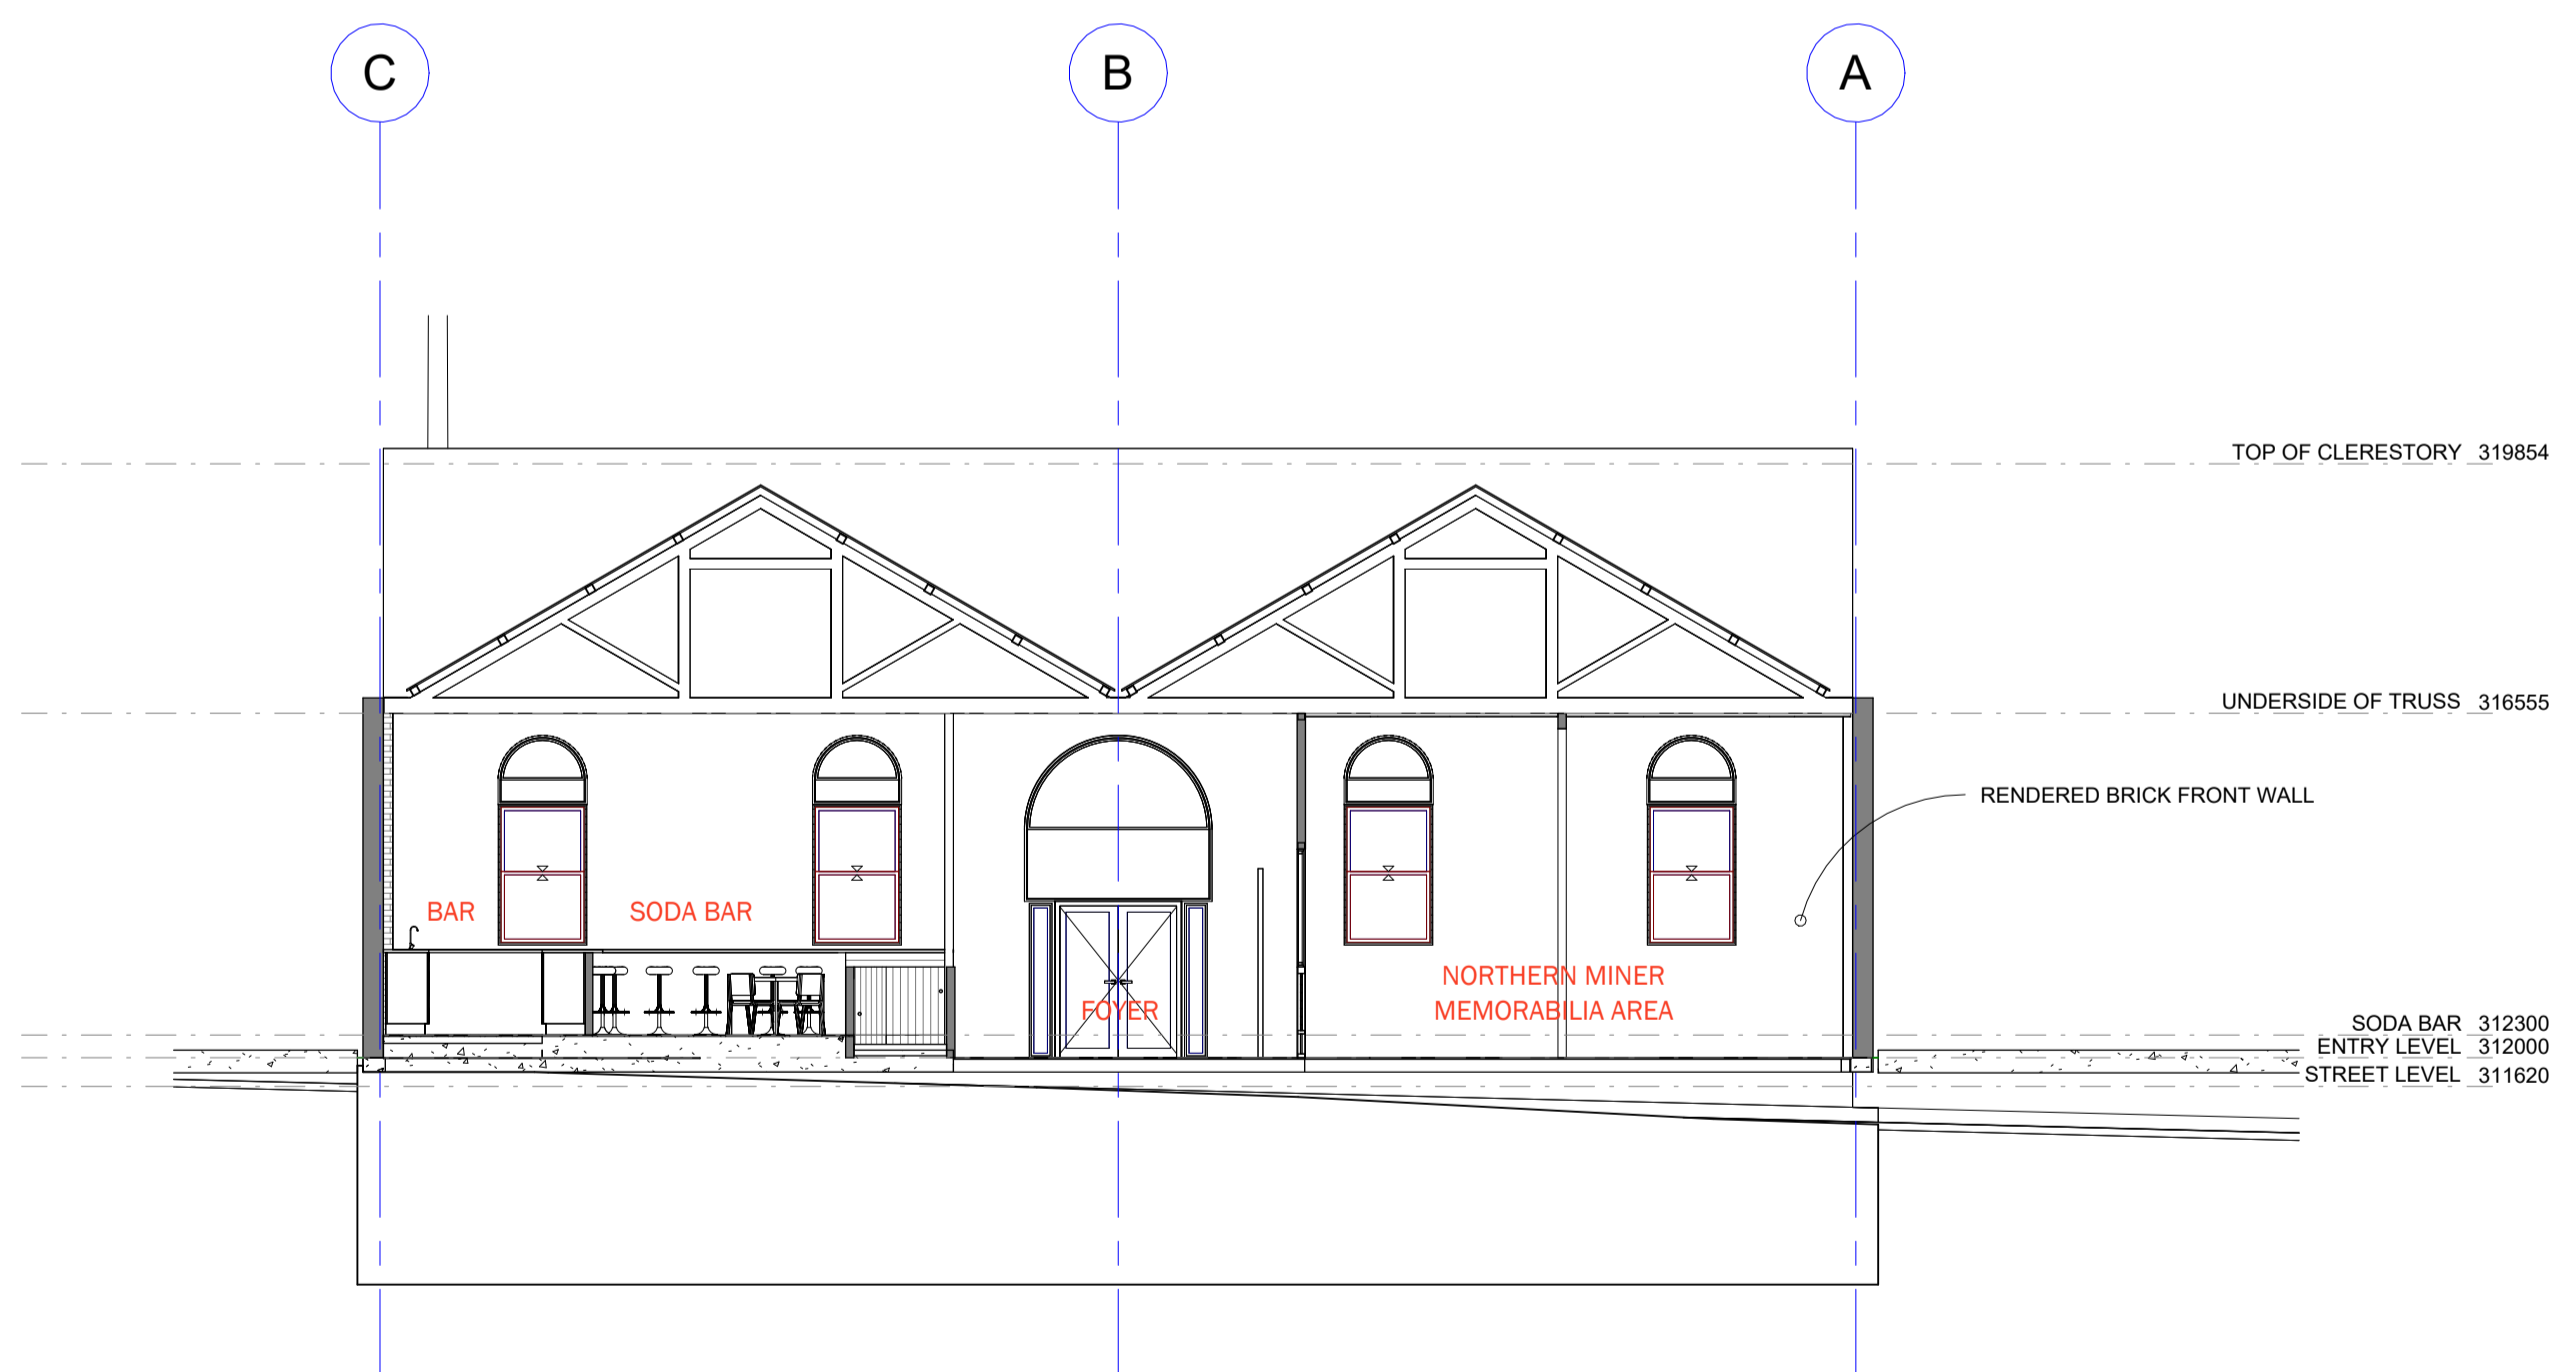 C
B
A
TOP OF CLERESTORY 319854
UNDERSIDE OF TRUSS 316555
RENDERED BRICK FRONT WALL
BAR
SODA BAR
FOYER
NORTHERN MINER
MEMORABILIA AREA
SODA BAR 312300
ENTRY LEVEL 312000
STREET LEVEL 311620